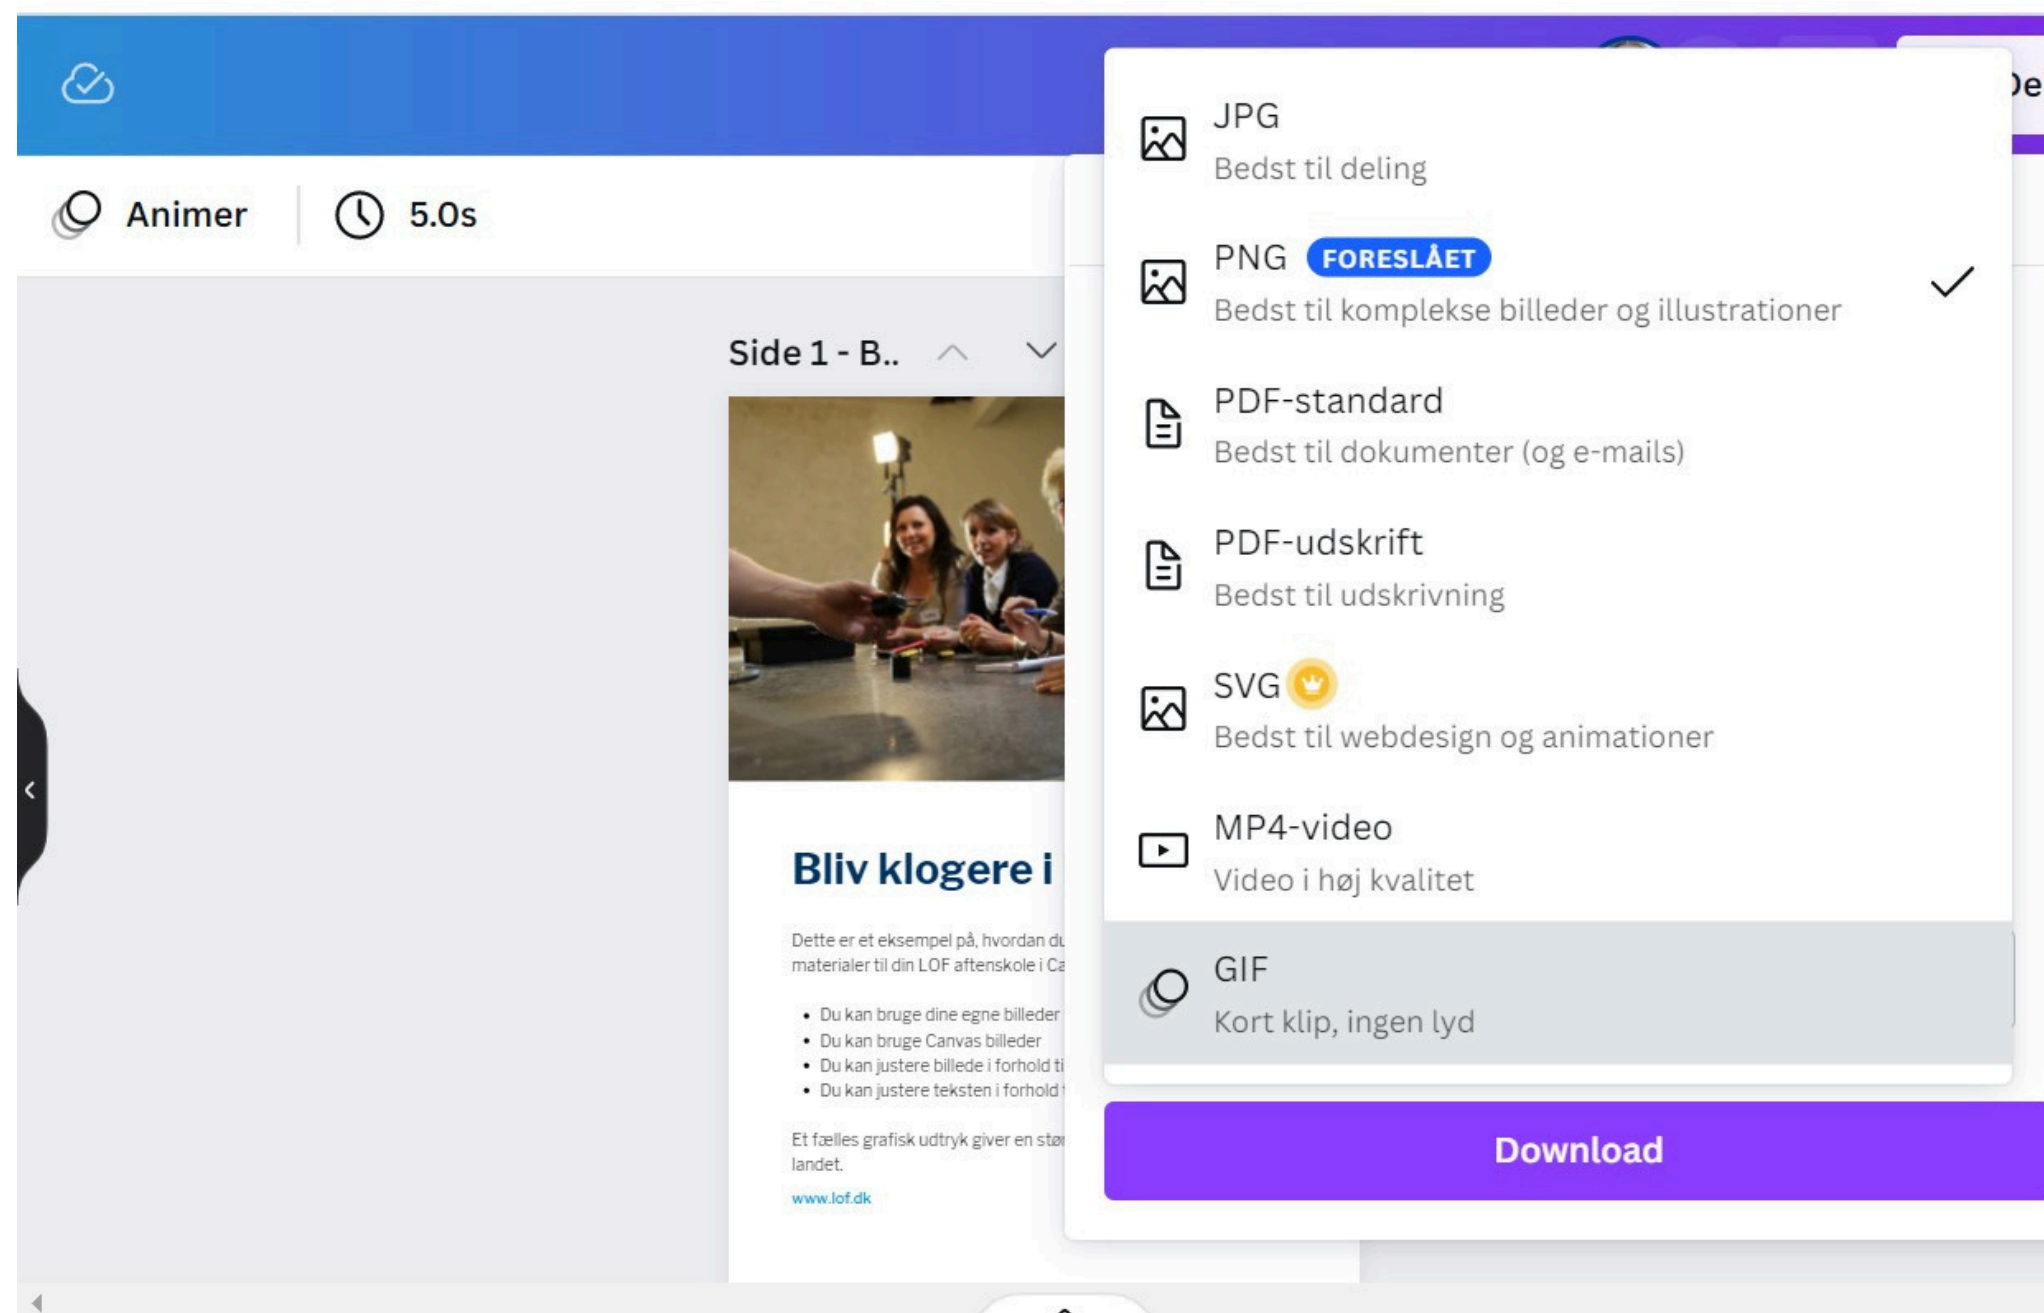 De
Animer
5.0s
Side 1 - B..
Bliv klogere i
Dette er et eksempel på, hvordan du
materialer til din LOF aftenskole i
Du kan bruge dine egne billeder
Du kan bruge Canvas billeder
Du kan justere billede i forhold
Du kan justere teksten i forhold
Et fælles grafisk udtryk giver en
landet.
www.lof.dk
JPG
Bedst til deling
PNG FORESLÅET
Bedst til komplekse billeder og illustrationer
PDF-standard
Bedst til dokumenter (og e-mails)
PDF-udskrift
Bedst til udskrivning
SVG
Bedst til webdesign og animationer
MP4-video
Video i høj kvalitet
GIF
Kort klip, ingen lyd
Download